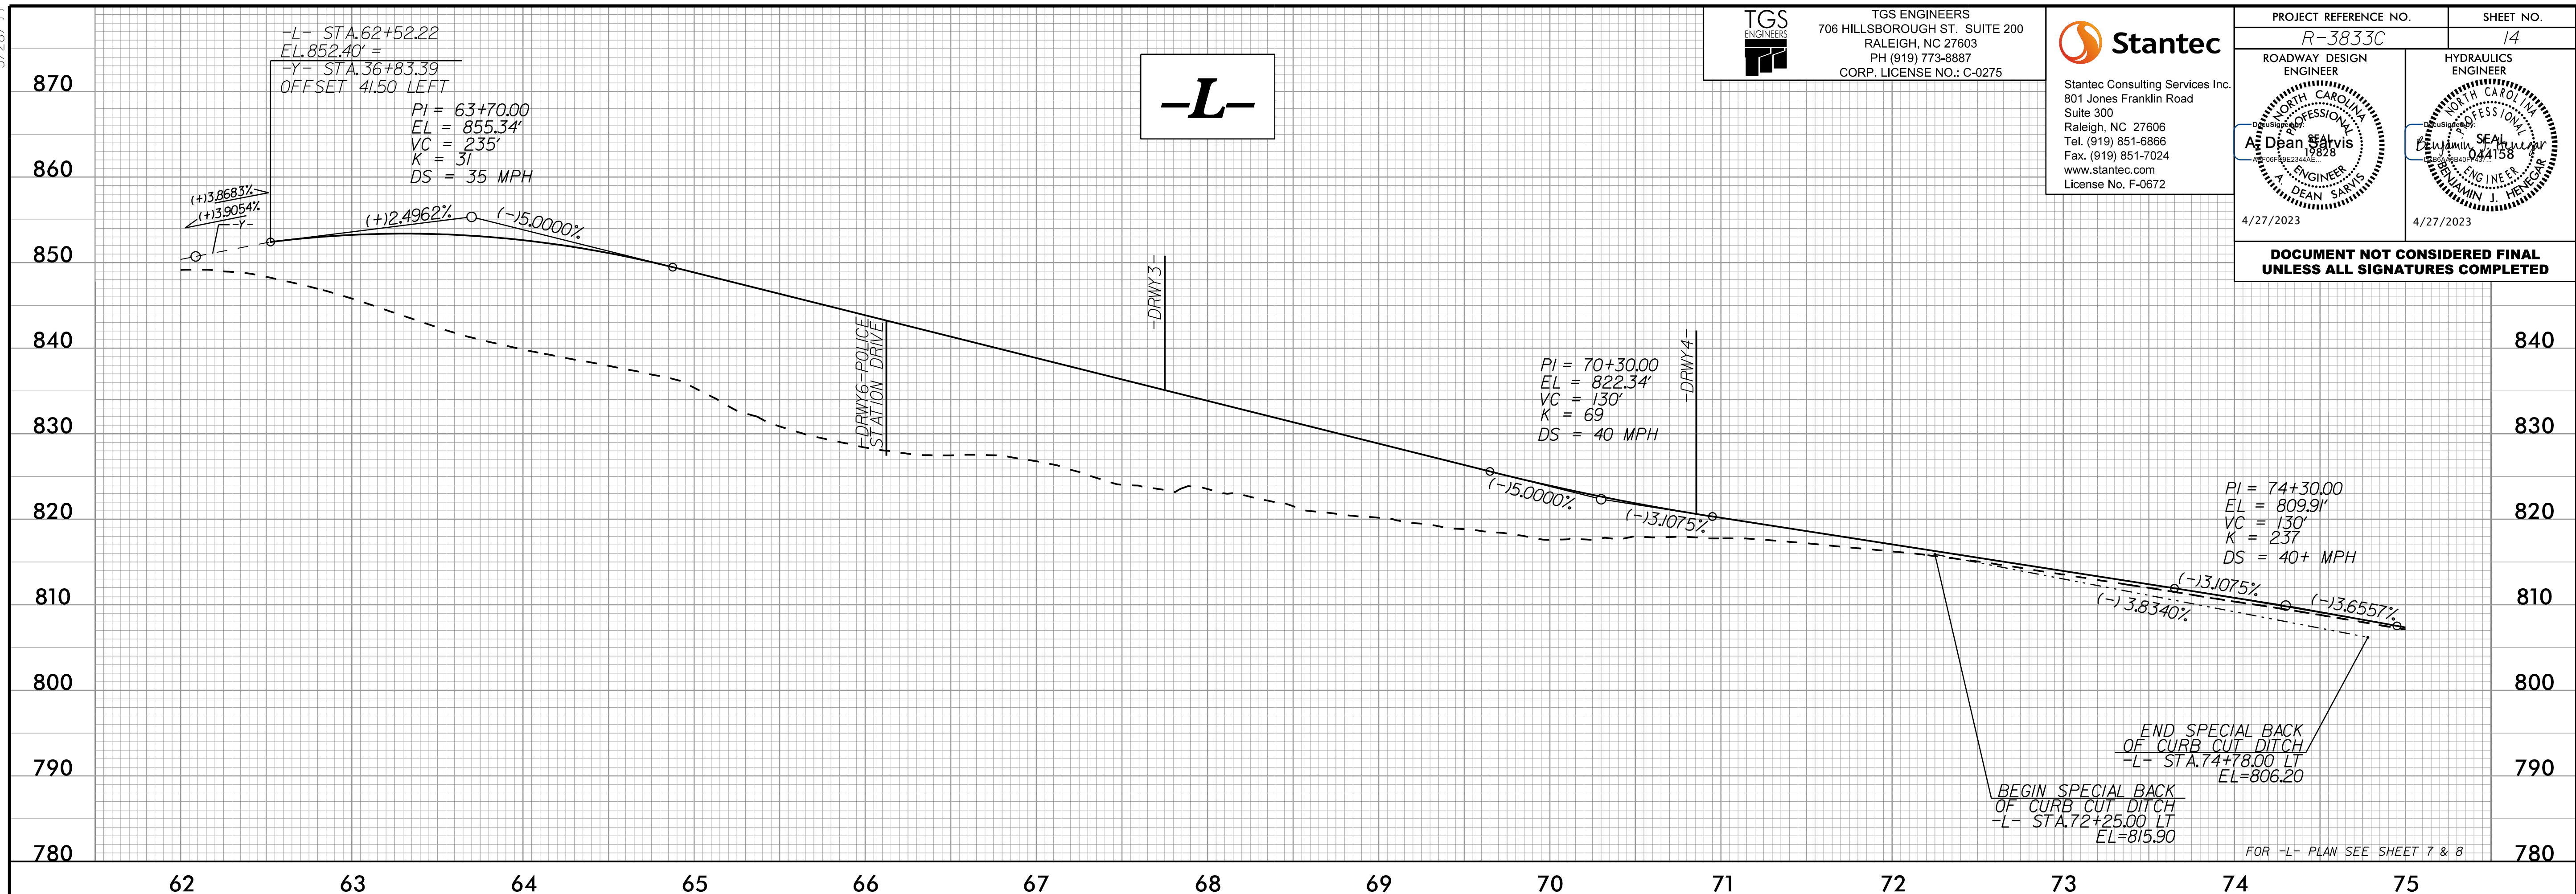 -L- STA.62+52.22
EL.852.40' =
-Y- STA.36+83.39
OFFSET 41.50 LEFT
PI = 63+70.00
EL = 855.34'
VC = 235'
K = 31
DS = 35 MPH
(+)3.8683%
(+)3.9054%
-Y-
(+)2.4962%
(-)5.0000%
-L-
TGS
ENGINEERS
TGS ENGINEERS
706 HILLSBOROUGH ST. SUITE 200
RALEIGH, NC 27603
PH (919) 773-8887
CORP. LICENSE NO.: C-0275
Stantec
Stantec Consulting Services Inc.
801 Jones Franklin Road
Suite 300
Raleigh, NC 27606
Tel. (919) 851-6866
Fax. (919) 851-7024
www.stantec.com
License No. F-0672
PROJECT REFERENCE NO.
R-3833C
SHEET NO.
14
ROADWAY DESIGN
ENGINEER
NORTH CAROLINA
PROFESSIONAL
DocuSigned by:
SEAL
19828
A. Dean Sarvis
ENGINEER
A. DEAN SARVIS
4/27/2023
HYDRAULICS
ENGINEER
NORTH CAROLINA
PROFESSIONAL
DocuSigned by:
SEAL
044158
ENGINEER
BENJAMIN J. HENEGAR
4/27/2023
DOCUMENT NOT CONSIDERED FINAL
UNLESS ALL SIGNATURES COMPLETED
-DRWY6-POLICE
STATION DRIVE
-DRWY3-
-DRWY4-
PI = 70+30.00
EL = 822.34'
VC = 130'
K = 69
DS = 40 MPH
(-)5.0000%
(-)3.1075%
PI = 74+30.00
EL = 809.91'
VC = 130'
K = 237
DS = 40+ MPH
(-)3.1075%
(-)3.6557%
(-) 3.8340%
END SPECIAL BACK
OF CURB CUT DITCH
-L- STA.74+78.00 LT
EL=806.20
BEGIN SPECIAL BACK
OF CURB CUT DITCH
-L- STA.72+25.00 LT
EL=815.90
FOR -L- PLAN SEE SHEET 7 & 8
870
860
850
840
830
820
810
800
790
780
840
830
820
810
800
790
780
62 63 64 65 66 67 68 69 70 71 72 73 74 75